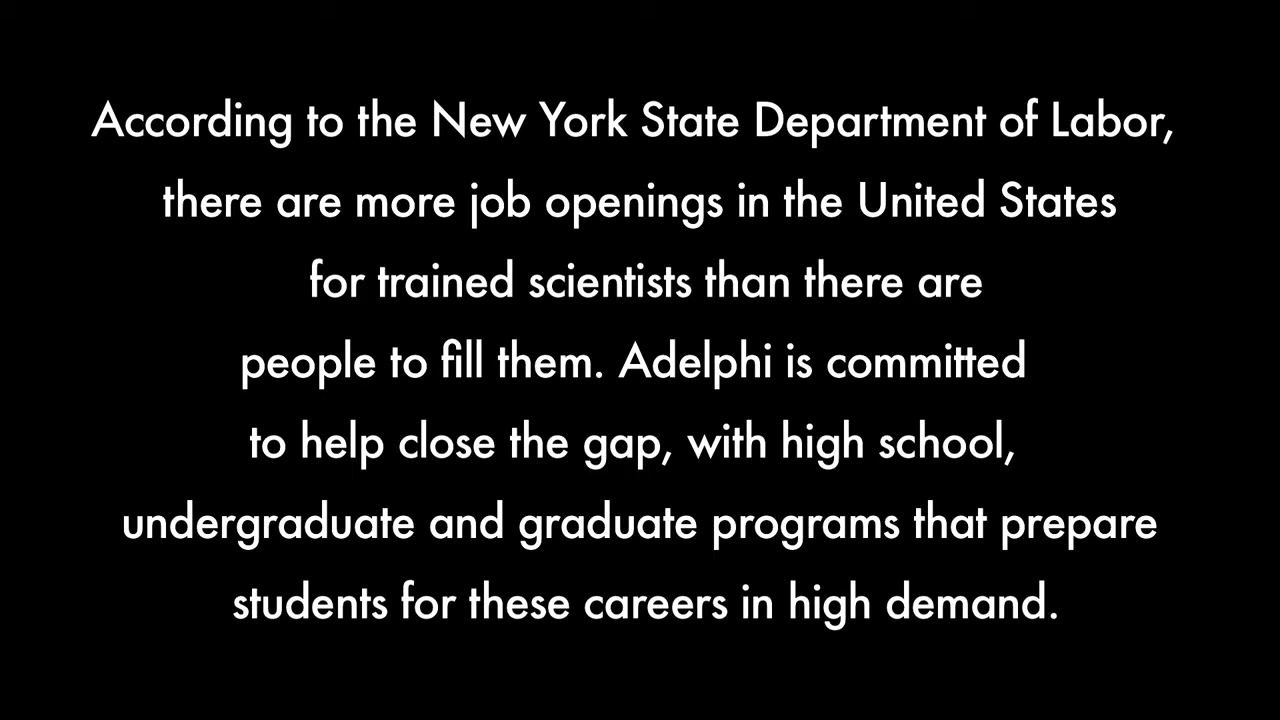 According to the New York State Department of Labor,
there are more job openings in the United States
for trained scientists than there are
people to fill them. Adelphi is committed
to help close the gap, with high school,
undergraduate and graduate programs that prepare
students for these careers in high demand.